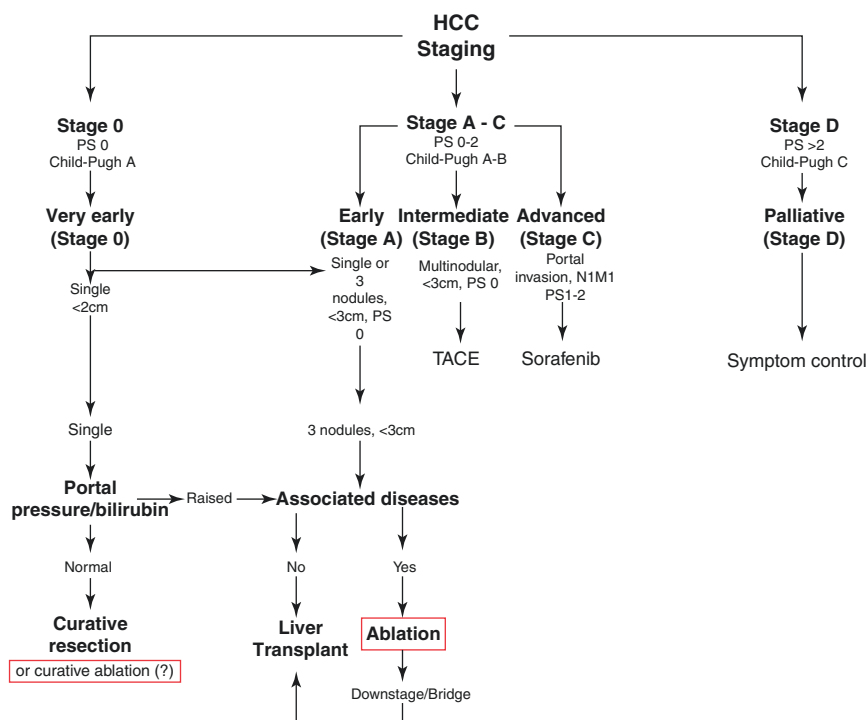 HCC
Staging
Stage 0
PS 0
Child-Pugh A
Stage A - C
PS 0-2
Child-Pugh A-B
Stage D
PS >2
Child-Pugh C
Very early
(Stage 0)
Early
(Stage A)
Intermediate
(Stage B)
Advanced
(Stage C)
Palliative
(Stage D)
Single
<2cm
Single or
3
nodules,
<3cm, PS
0
Multinodular,
<3cm, PS 0
Portal
invasion, N1M1
PS1-2
TACE
Sorafenib
Symptom control
Single
3 nodules, <3cm
Portal
pressure/bilirubin
Raised
Associated diseases
Normal
No
Yes
Curative
resection
or curative ablation (?)
Liver
Transplant
Ablation
Downstage/Bridge